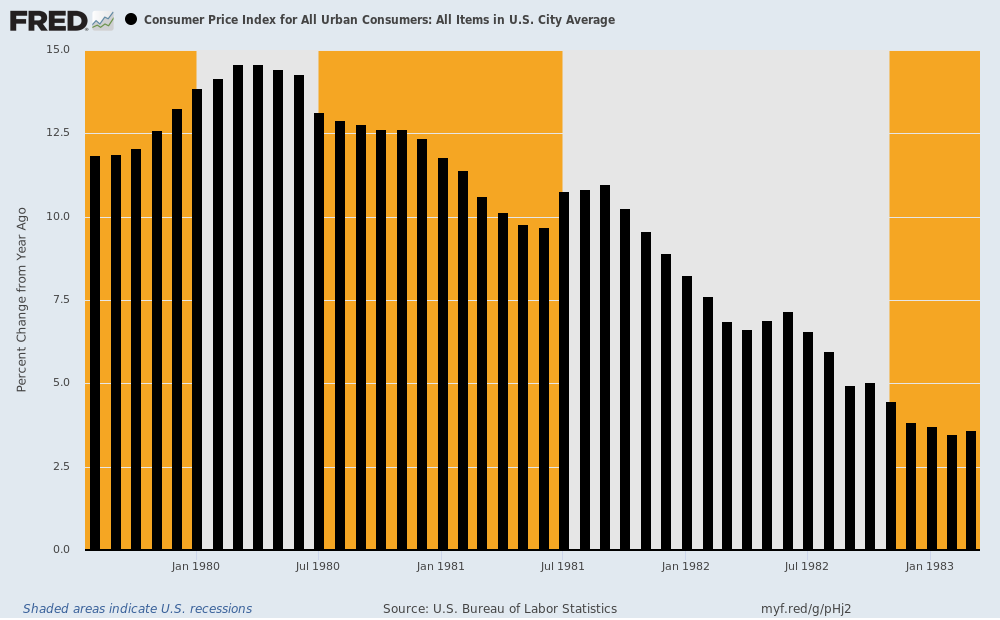 FRED
Consumer Price Index for All Urban Consumers: All Items in U.S. City Average
15.0
12.5
10.0
7.5
5.0
2.5
0.0
Percent Change from Year Ago
Jan 1980
Jul 1980
Jan 1981
Jul 1981
Jan 1982
Jul 1982
Jan 1983
Shaded areas indicate U.S. recessions
Source: U.S. Bureau of Labor Statistics
myf.red/g/pHj2